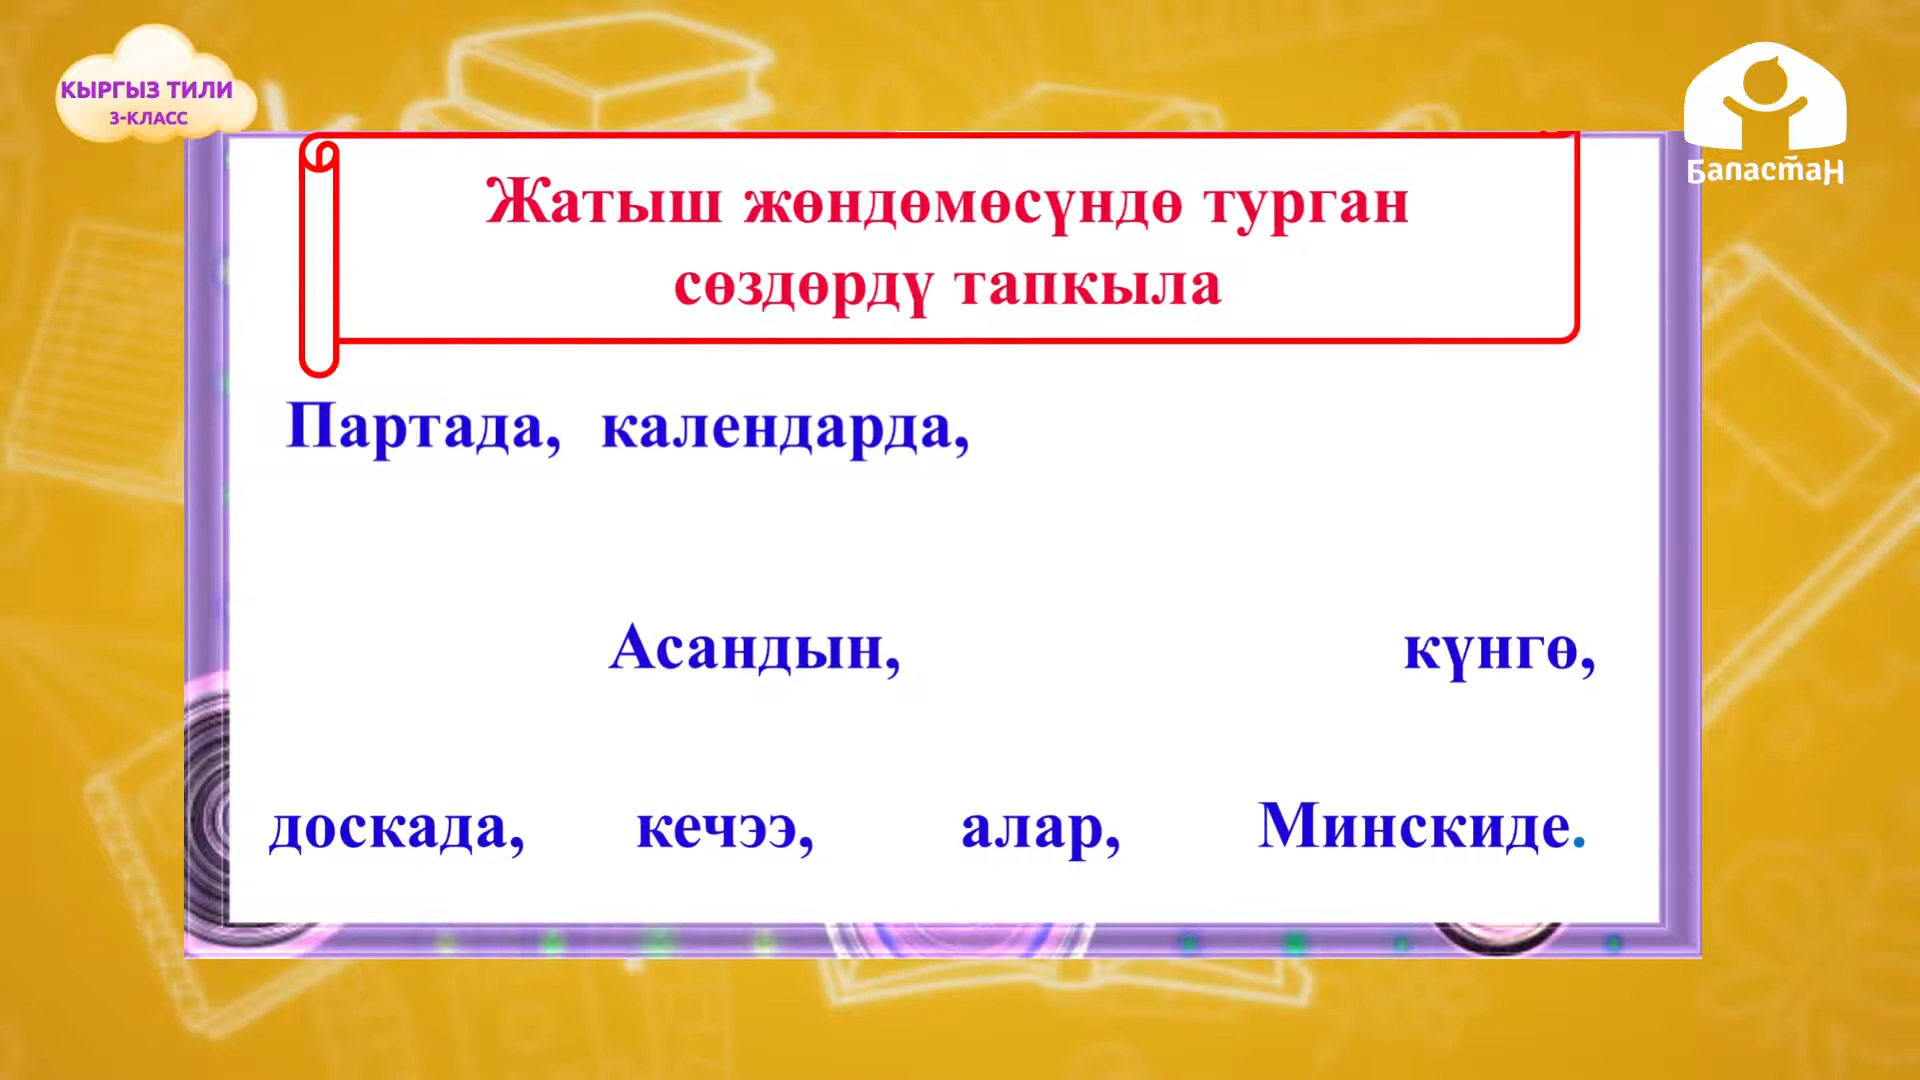 КЫРГЫЗ ТИЛИ
3-КЛАСС
Баластан
Жатыш жөндөмөсүндө турган
сөздөрдү тапкыла
Партада, календарда,
Асандын, күнгө,
доскада, кечээ, алар, Минскиде.